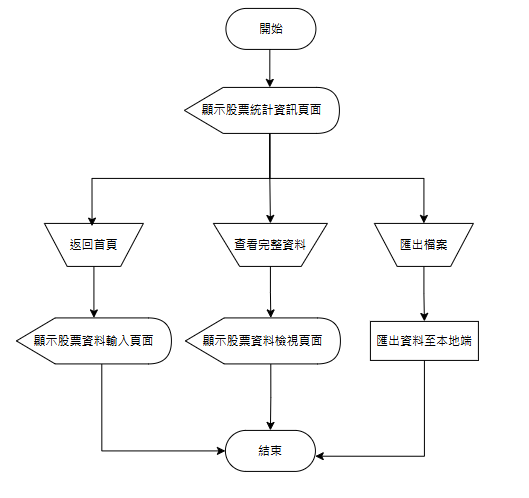 開始
顯示股票統計資訊頁面
返回首頁
查看完整資料
匯出檔案
顯示股票資料輸入頁面
顯示股票資料檢視頁面
匯出資料至本地端
結束